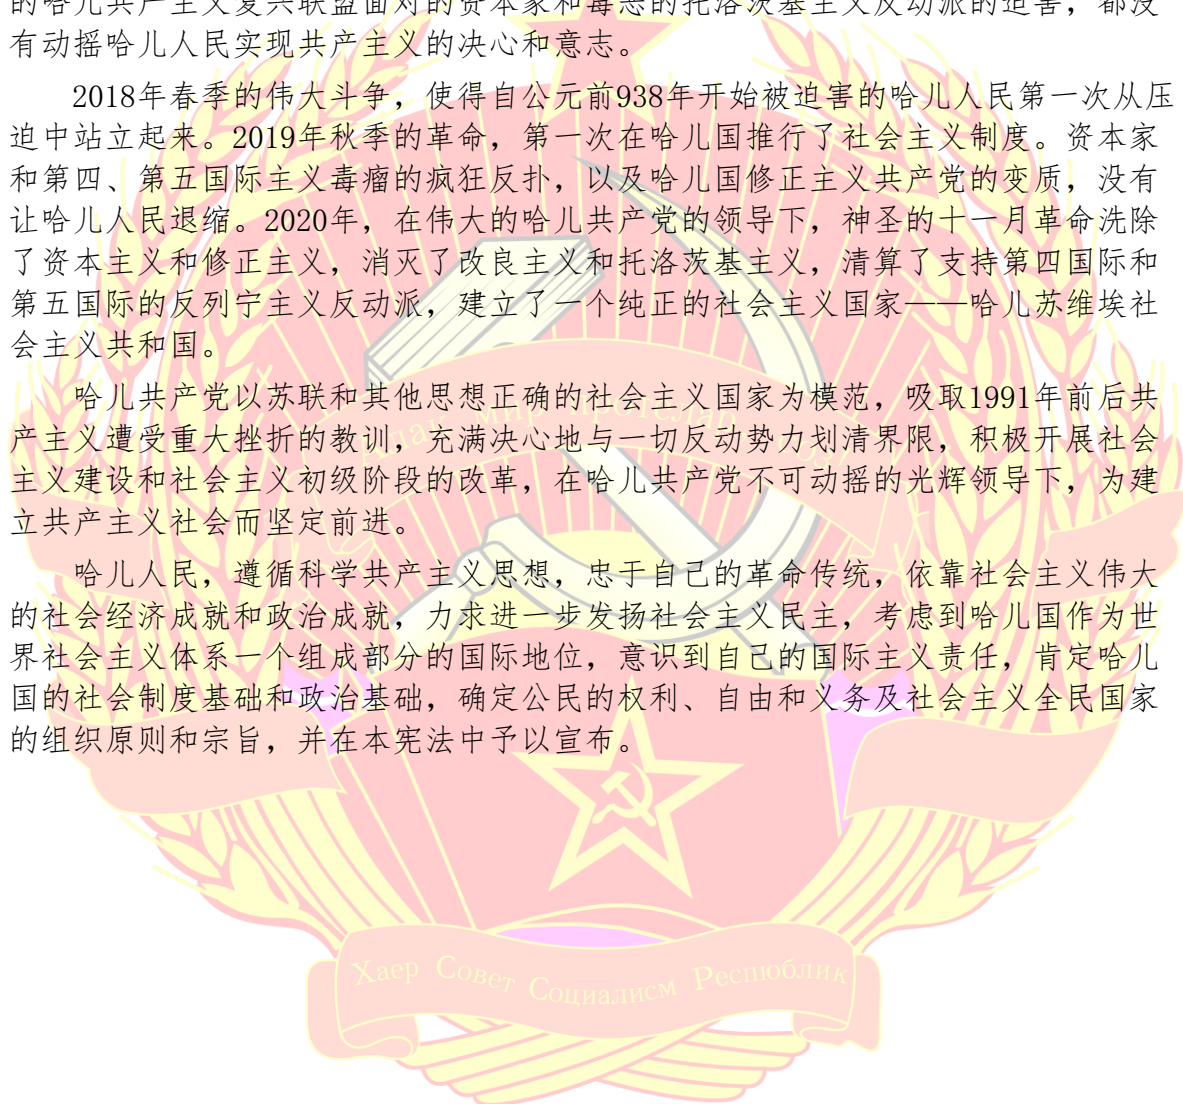 的哈儿共产主义复兴联盟面对的资本家和毒恶的托洛茨基主义反动派的迫害，都没
有动摇哈儿人民实现共产主义的决心和意志。
2018年春季的伟大斗争，使得自公元前938年开始被迫害的哈儿人民第一次从压
迫中站立起来。2019年秋季的革命，第一次在哈儿国推行了社会主义制度。资本家
和第四、第五国际主义毒瘤的疯狂反扑，以及哈儿国修正主义共产党的变质，没有
让哈儿人民退缩。2020年，在伟大的哈儿共产党的领导下，神圣的十一月革命洗除
了资本主义和修正主义，消灭了改良主义和托洛茨基主义，清算了支持第四国际和
第五国际的反列宁主义反动派，建立了一个纯正的社会主义国家——哈儿苏维埃社
会主义共和国。
哈儿共产党以苏联和其他思想正确的社会主义国家为模范，吸取1991年前后共
产主义遭受重大挫折的教训，充满决心地与一切反动势力划清界限，积极开展社会
主义建设和社会主义初级阶段的改革，在哈儿共产党不可动摇的光辉领导下，为建
立共产主义社会而坚定前进。
哈儿人民，遵循科学共产主义思想，忠于自己的革命传统，依靠社会主义伟大
的社会经济成就和政治成就，力求进一步发扬社会主义民主，考虑到哈儿国作为世
界社会主义体系一个组成部分的国际地位，意识到自己的国际主义责任，肯定哈儿
国的社会制度基础和政治基础，确定公民的权利、自由和义务及社会主义全民国家
的组织原则和宗旨，并在本宪法中予以宣布。
Хаер Совет Социалисм Респюблик